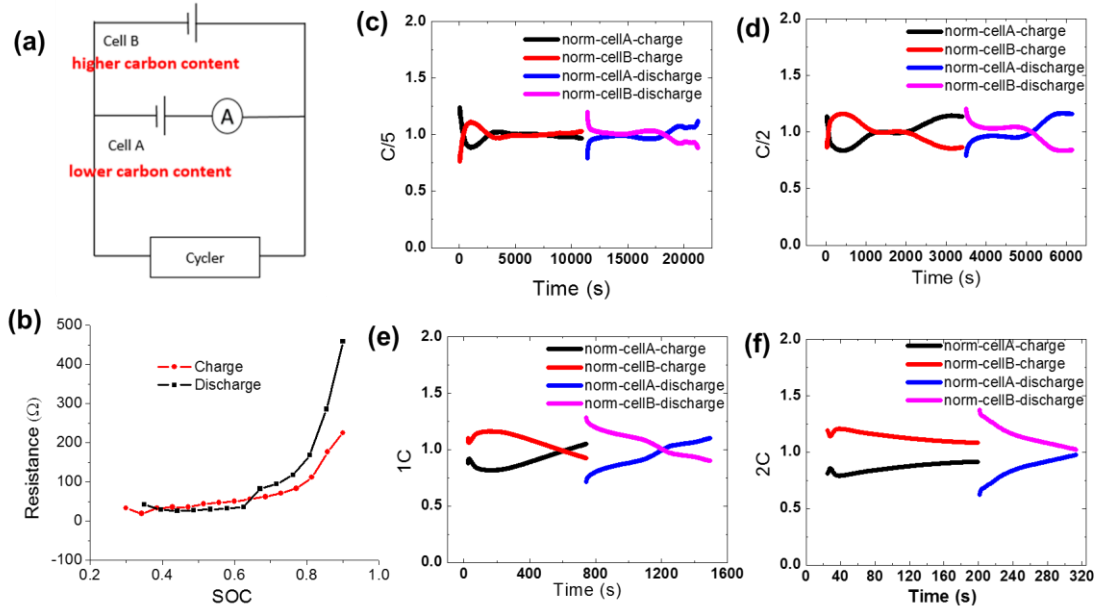 (a)
Cell B
higher carbon content
A
Cell A
lower carbon content
Cycler
(b)
500
400
300
200
100
0
-100
Resistance (Ω)
Charge
Discharge
0.2 0.4 0.6 0.8 1.0
SOC
(c)
norm-cellA-charge
norm-cellB-charge
norm-cellA-discharge
norm-cellB-discharge
2.0
1.5
1.0
0.5
0.0
C/5
0 5000 10000 15000 20000
Time (s)
(d)
norm-cellA-charge
norm-cellB-charge
norm-cellA-discharge
norm-cellB-discharge
2.0
1.5
1.0
0.5
0.0
C/2
0 1000 2000 3000 4000 5000 6000
Time (s)
(e)
norm-cellA-charge
norm-cellB-charge
norm-cellA-discharge
norm-cellB-discharge
2.0
1.5
1.0
0.5
0.0
1C
0 400 800 1200 1600
Time (s)
(f)
norm-cellA-charge
norm-cellB-charge
norm-cellA-discharge
norm-cellB-discharge
2.0
1.5
1.0
0.5
0.0
2C
0 40 80 120 160 200 240 280 320
Time (s)